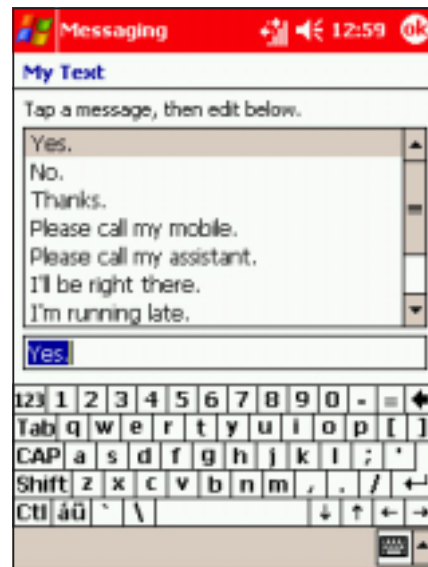 Messaging 12:59 ok
My Text
Tap a message, then edit below.
Yes.
No.
Thanks.
Please call my mobile.
Please call my assistant.
I'll be right there.
I'm running late.
Yes.
123 1 2 3 4 5 6 7 8 9 0 - =
Tab q w e r t y u i o p [ ]
CAP a s d f g h j k l ; '
Shift z x c v b n m , . /
Ctl áü ` \